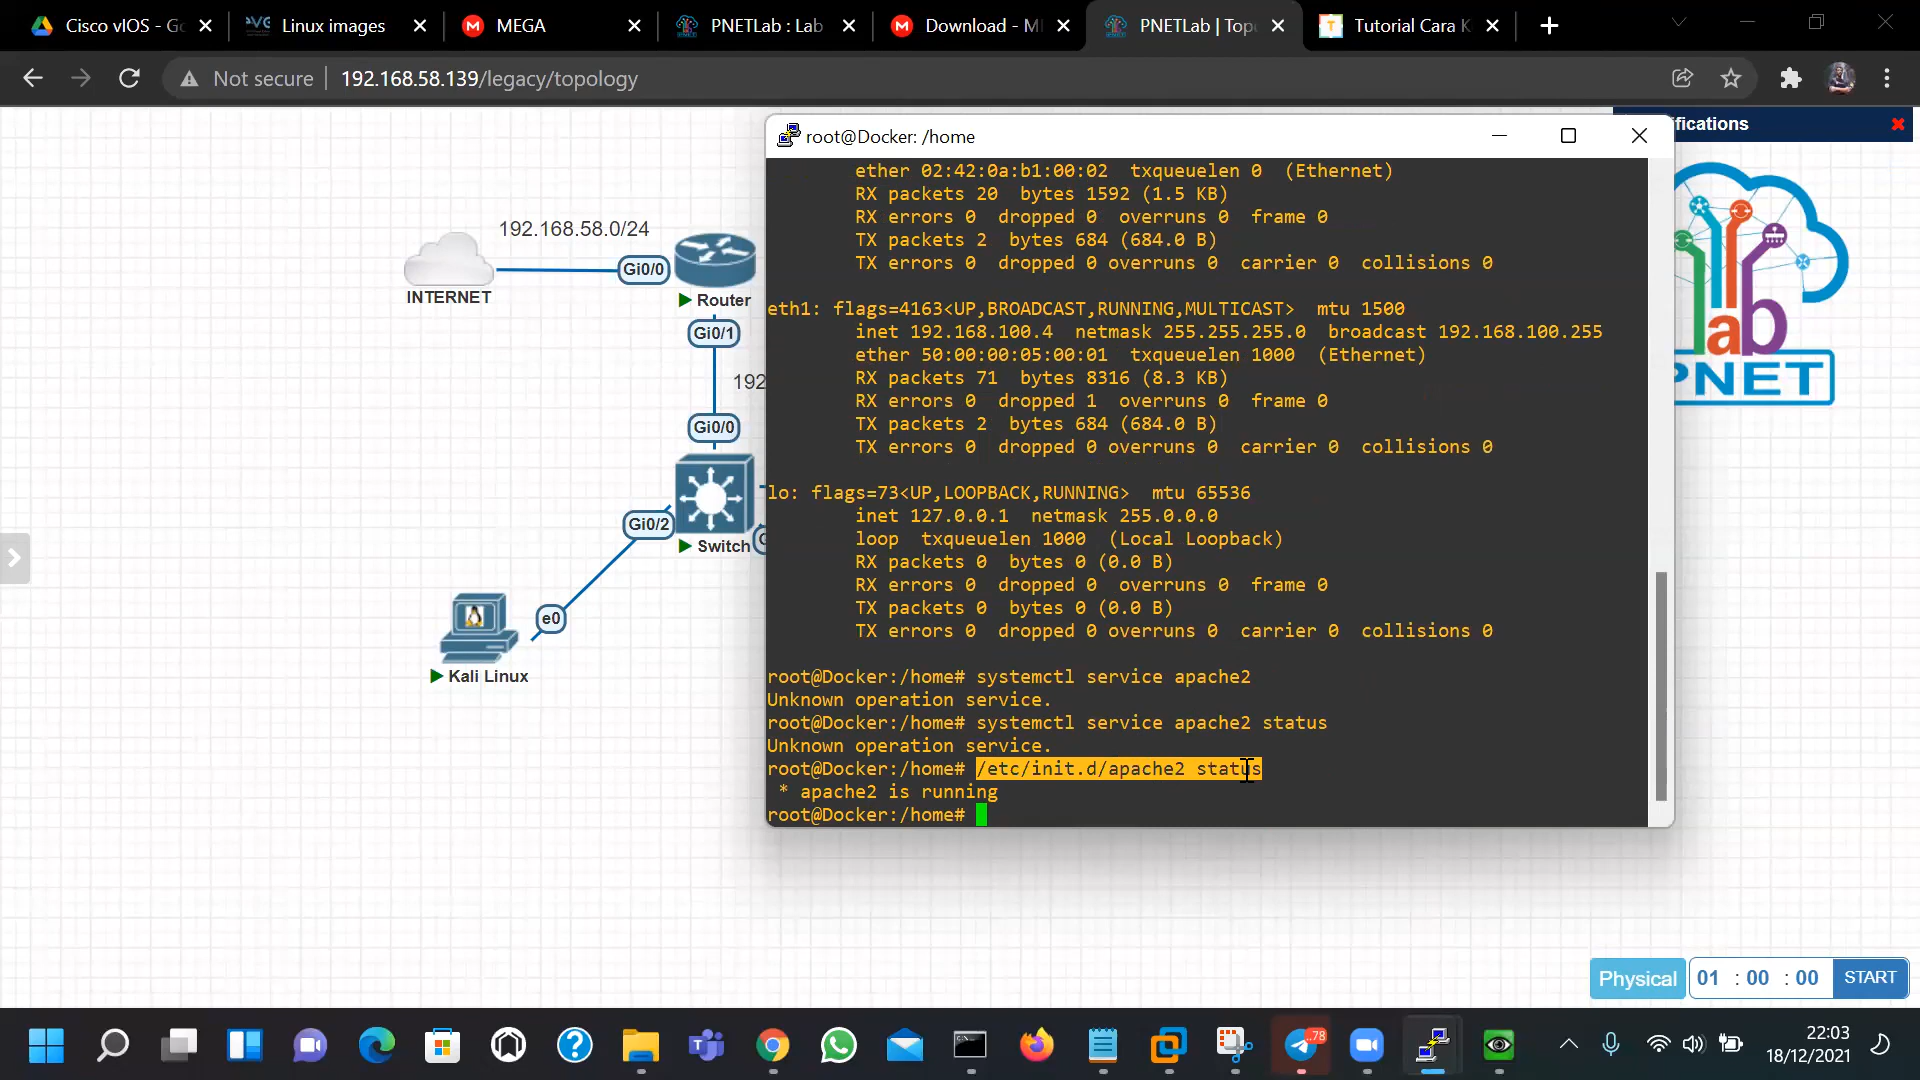 Cisco vIOS - Go
Linux images
MEGA
PNETLab : Lab
Download - M
PNETLab | Topo
Tutorial Cara K
Not secure
192.168.58.139/legacy/topology
ifications
root@Docker: /home
ether 02:42:0a:b1:00:02  txqueuelen 0  (Ethernet)
RX packets 20  bytes 1592 (1.5 KB)
RX errors 0  dropped 0  overruns 0  frame 0
TX packets 2  bytes 684 (684.0 B)
TX errors 0  dropped 0 overruns 0  carrier 0  collisions 0
eth1: flags=4163<UP,BROADCAST,RUNNING,MULTICAST>  mtu 1500
inet 192.168.100.4  netmask 255.255.255.0  broadcast 192.168.100.255
ether 50:00:00:05:00:01  txqueuelen 1000  (Ethernet)
RX packets 71  bytes 8316 (8.3 KB)
RX errors 0  dropped 1  overruns 0  frame 0
TX packets 2  bytes 684 (684.0 B)
TX errors 0  dropped 0 overruns 0  carrier 0  collisions 0
lo: flags=73<UP,LOOPBACK,RUNNING>  mtu 65536
inet 127.0.0.1  netmask 255.0.0.0
loop  txqueuelen 1000  (Local Loopback)
RX packets 0  bytes 0 (0.0 B)
RX errors 0  dropped 0  overruns 0  frame 0
TX packets 0  bytes 0 (0.0 B)
TX errors 0  dropped 0 overruns 0  carrier 0  collisions 0
root@Docker:/home# systemctl service apache2
Unknown operation service.
root@Docker:/home# systemctl service apache2 status
Unknown operation service.
root@Docker:/home# /etc/init.d/apache2 status
* apache2 is running
root@Docker:/home#
192.168.58.0/24
INTERNET
Gi0/0
Router
Gi0/1
192
Gi0/0
Gi0/2
Switch
G
e0
Kali Linux
lab
PNET
Physical
01 : 00 : 00
START
.78
22:03
18/12/2021